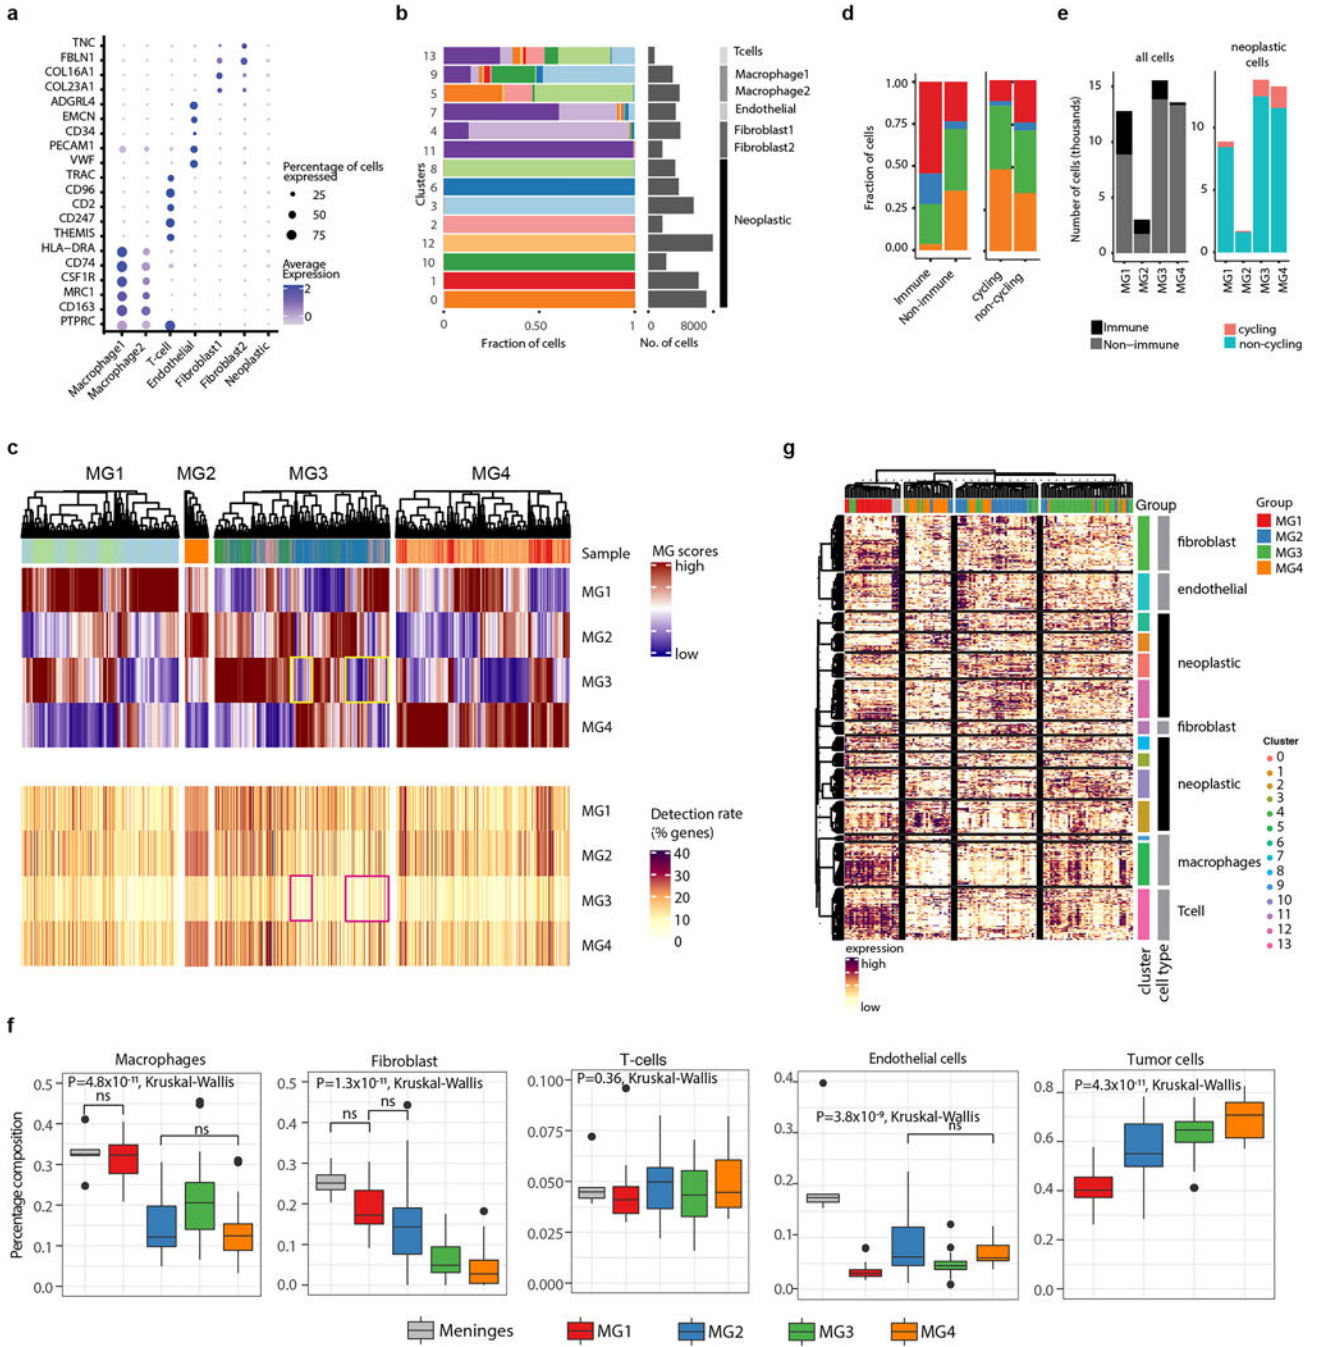 a
TNC
FBLN1
COL16A1
COL23A1
ADGRL4
EMCN
CD34
PECAM1
VWF
TRAC
CD96
CD2
CD247
THEMIS
HLA−DRA
CD74
CSF1R
MRC1
CD163
PTPRC
Macrophage1
Macrophage2
T-cell
Endothelial
Fibroblast1
Fibroblast2
Neoplastic
Percentage of cells
expressed
25
50
75
Average
Expression
2
0
b
Clusters
13
9
5
7
4
11
8
6
3
2
12
10
1
0
0
0.50
1
Fraction of cells
0
8000
No. of cells
Tcells
Macrophage1
Macrophage2
Endothelial
Fibroblast1
Fibroblast2
Neoplastic
d
Fraction of cells
1.00
0.75
0.50
0.25
0.00
Immune
Non-immune
cycling
non-cycling
e
all cells
neoplastic
cells
Number of cells (thousands)
15
10
5
0
10
5
0
MG1
MG2
MG3
MG4
MG1
MG2
MG3
MG4
Immune
Non−immune
cycling
non-cycling
c
MG1
MG2
MG3
MG4
Sample
MG1
MG2
MG3
MG4
MG scores
high
low
MG1
MG2
MG3
MG4
Detection rate
(% genes)
40
30
20
10
0
g
Group
fibroblast
endothelial
neoplastic
fibroblast
neoplastic
macrophages
Tcell
cluster
cell type
expression
high
low
Group
MG1
MG2
MG3
MG4
Cluster
0
1
2
3
4
5
6
7
8
9
10
11
12
13
f
Percentage composition
Macrophages
P=4.8x10⁻¹¹, Kruskal-Wallis
ns
ns
0.5
0.4
0.3
0.2
0.1
0.0
Fibroblast
P=1.3x10⁻¹¹, Kruskal-Wallis
ns
ns
0.5
0.4
0.3
0.2
0.1
0.0
T-cells
P=0.36, Kruskal-Wallis
0.100
0.075
0.050
0.025
0.000
Endothelial cells
P=3.8x10⁻⁹, Kruskal-Wallis
ns
0.4
0.3
0.2
0.1
0.0
Tumor cells
P=4.3x10⁻¹¹, Kruskal-Wallis
0.8
0.6
0.4
0.2
0.0
Meninges
MG1
MG2
MG3
MG4